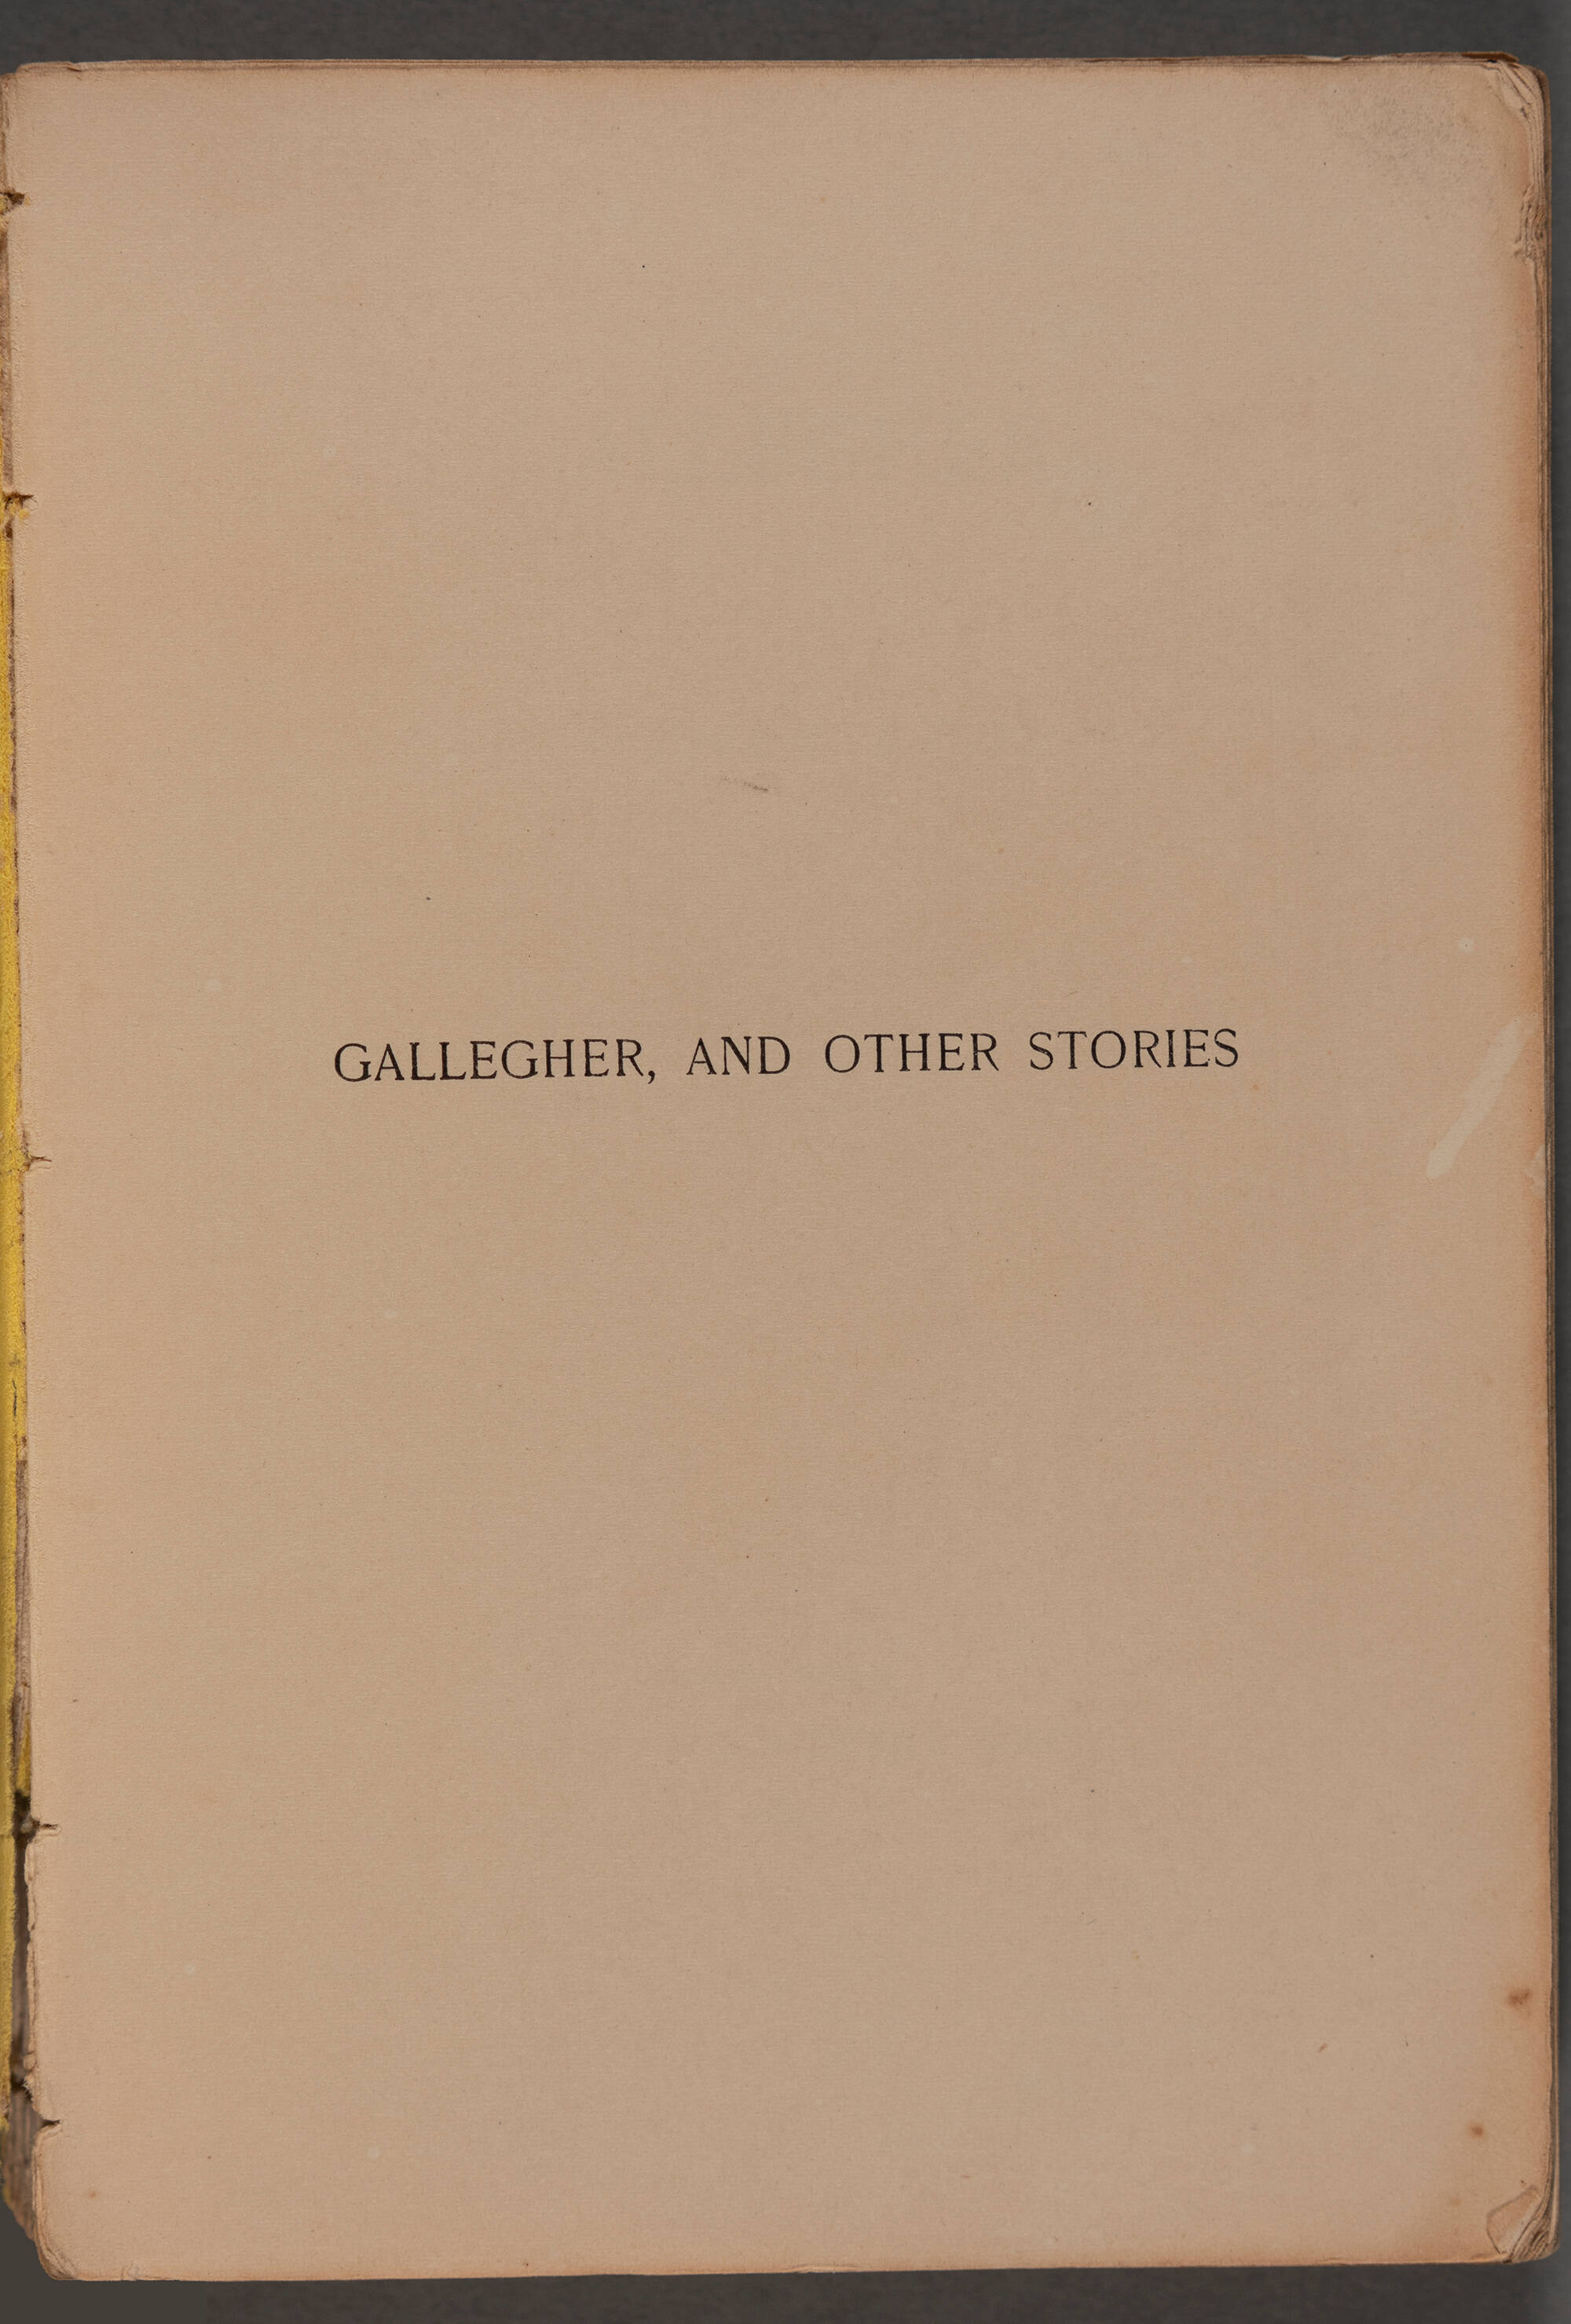 GALLEGHER, AND OTHER STORIES